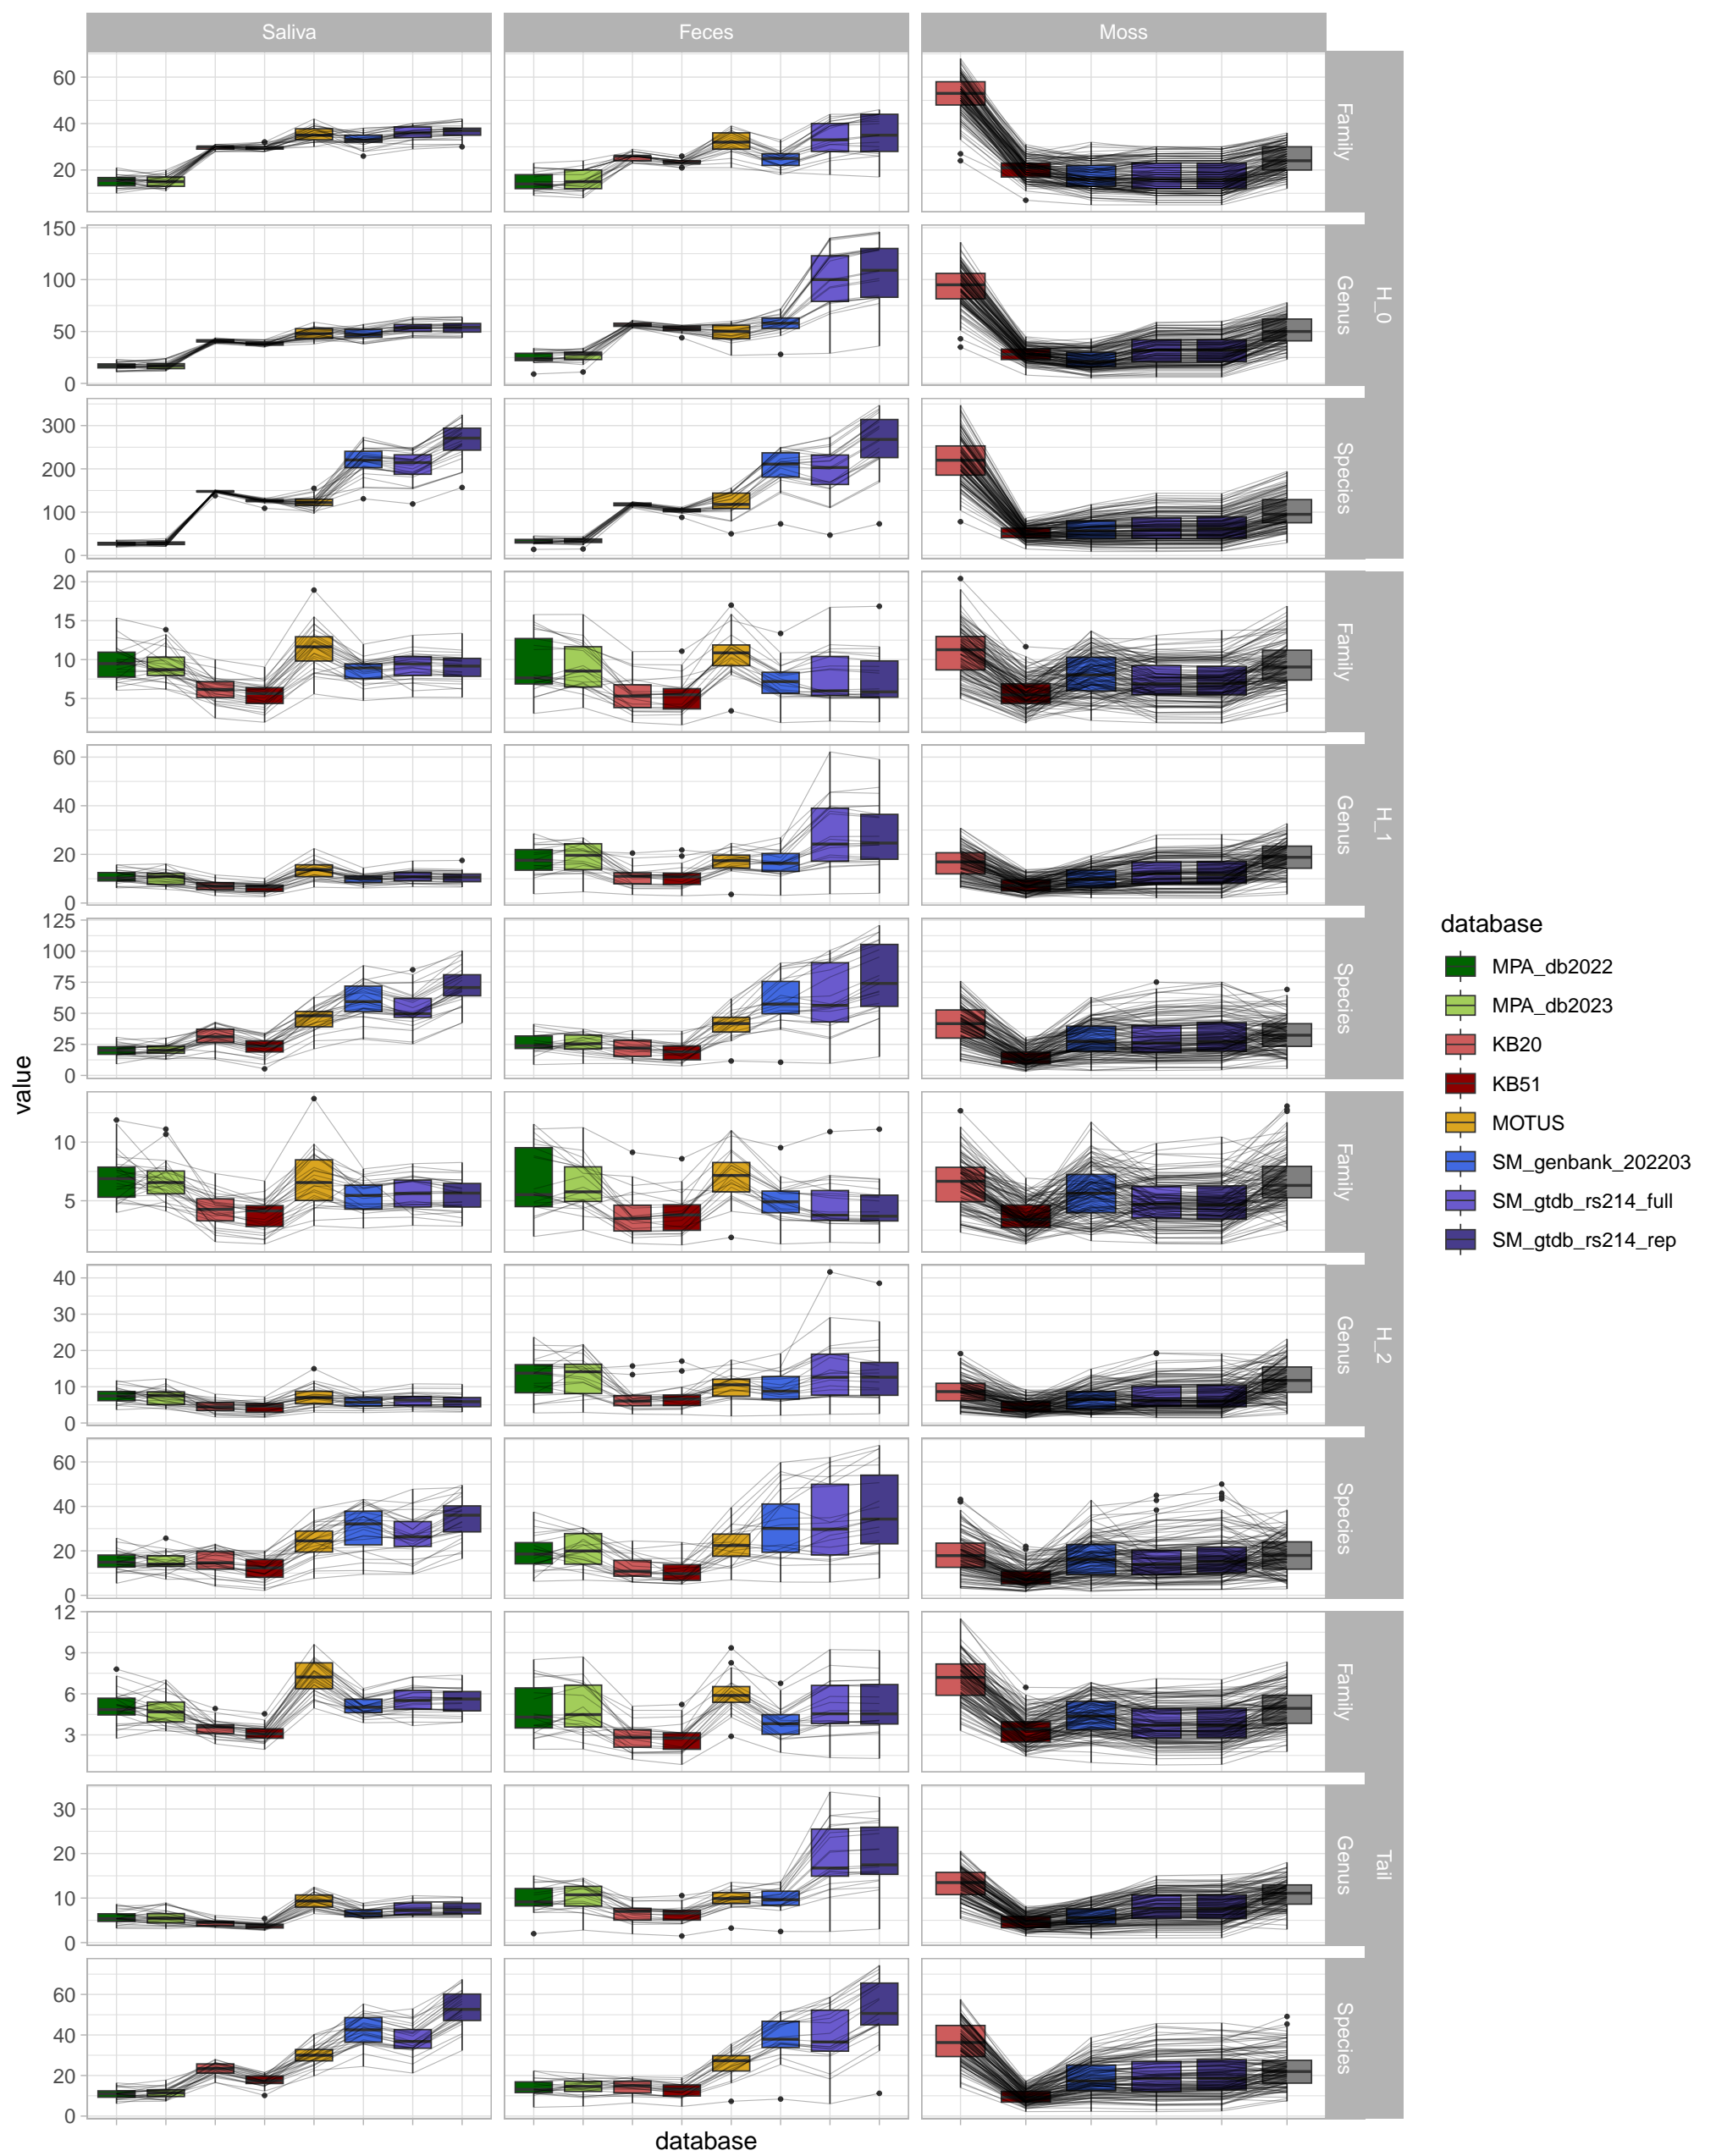 Saliva Feces Moss
60
40
20
Family
150
100
50
0
Genus
H_0
300
200
100
0
Species
20
15
10
5
Family
60
40
20
0
Genus
H_1
125
100
75
50
25
0
Species
10
5
Family
40
30
20
10
0
Genus
H_2
60
40
20
0
Species
12
9
6
3
Family
30
20
10
0
Genus
Tail
60
40
20
0
Species
value
database
database
MPA_db2022
MPA_db2023
KB20
KB51
MOTUS
SM_genbank_202203
SM_gtdb_rs214_full
SM_gtdb_rs214_rep